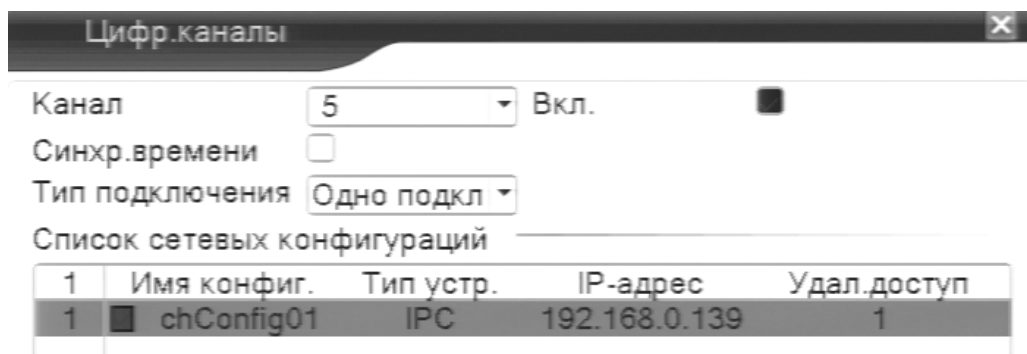 Цифр.каналы
Канал 5 Вкл.
Синхр.времени
Тип подключения Одно подкл
Список сетевых конфигураций
1 Имя конфиг. Тип устр. IP-адрес Удал.доступ
1 chConfig01 IPC 192.168.0.139 1